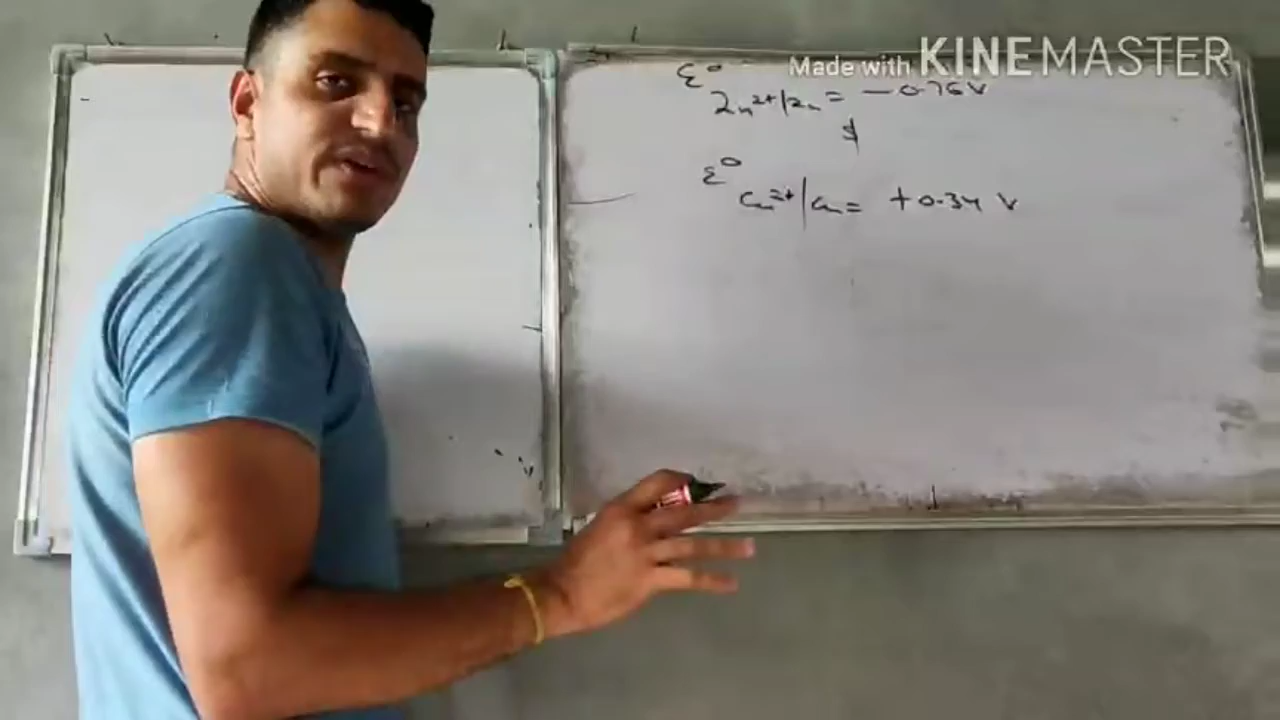 Made with KINEMASTER
ε°
Zn²⁺/Zn = -0.76V
&
ε°
Cu²⁺/Cu = +0.34 V